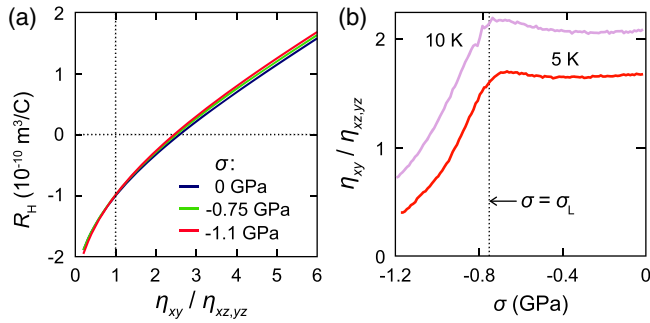 (a)
2
1
0
-1
-2
R_H (10^-10 m³/C)
σ:
0 GPa
-0.75 GPa
-1.1 GPa
0 1 2 3 4 5 6
η_xy / η_xz,yz
(b)
2
1
0
η_xy / η_xz,yz
10 K
5 K
σ = σ_L
-1.2 -0.8 -0.4 0
σ (GPa)